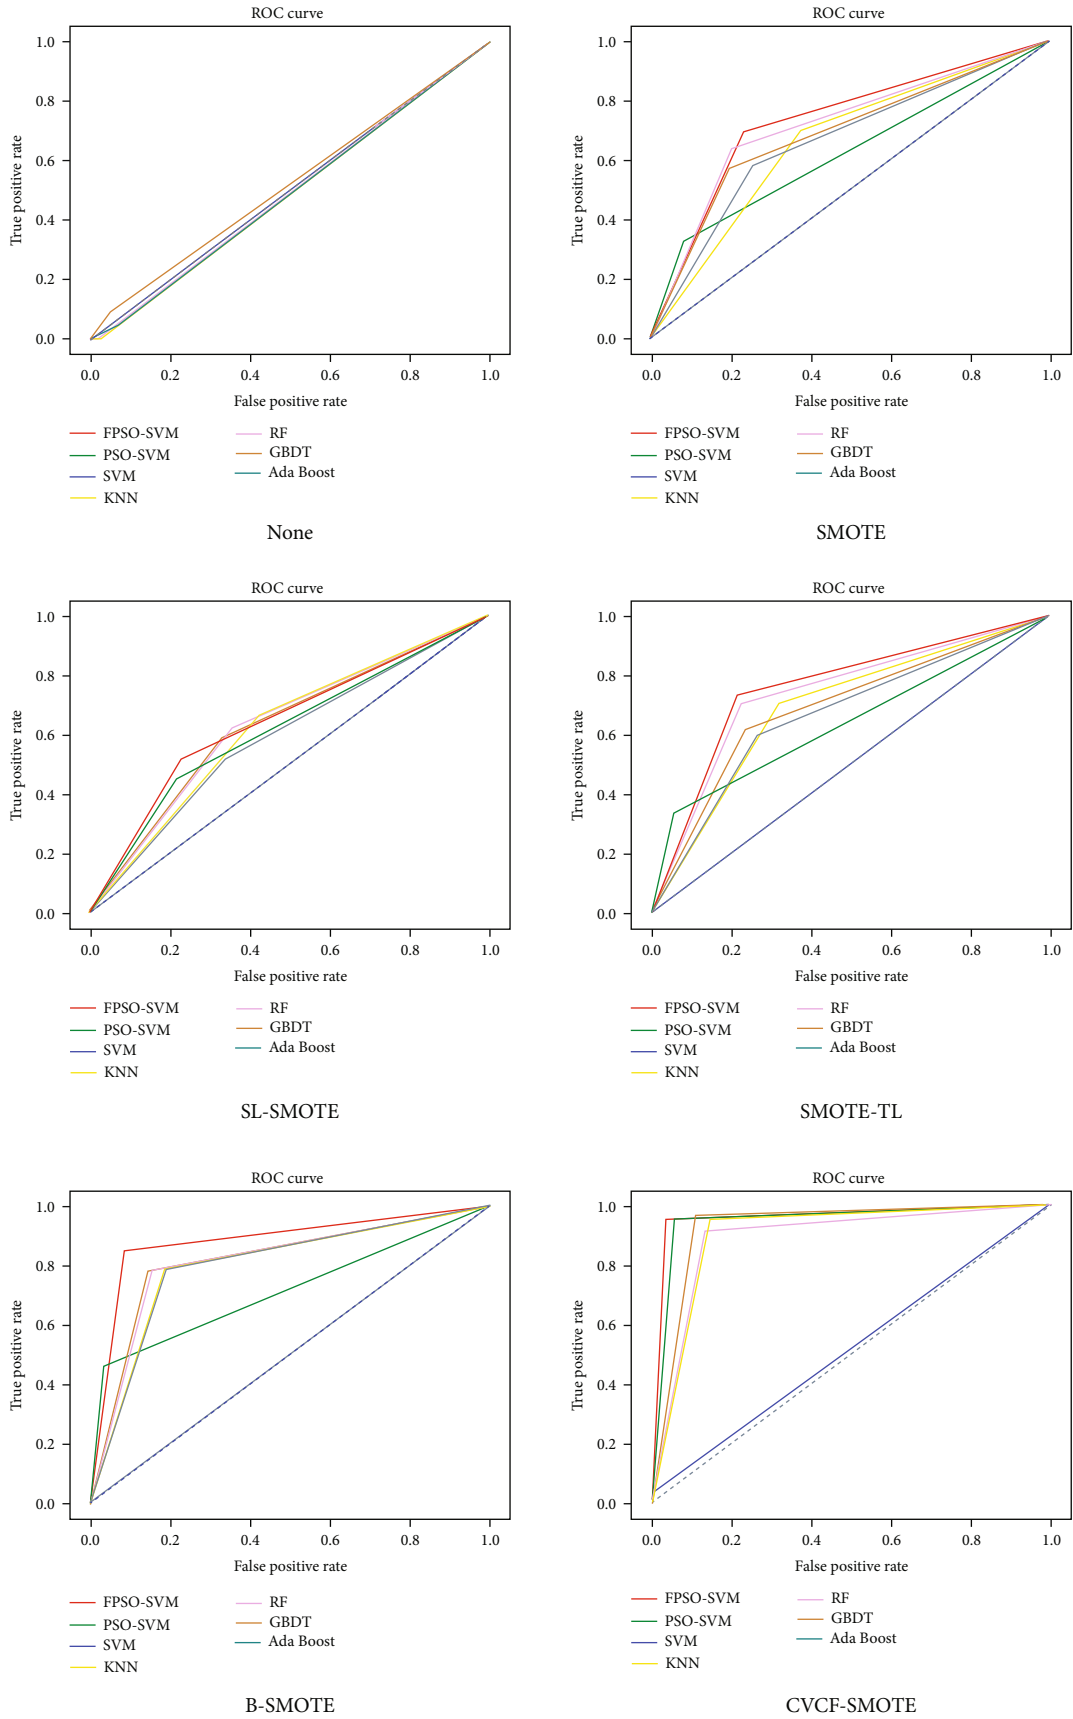 ROC curve
True positive rate
1.0
0.8
0.6
0.4
0.2
0.0
0.0 0.2 0.4 0.6 0.8 1.0
False positive rate
FPSO-SVM
PSO-SVM
SVM
KNN
RF
GBDT
Ada Boost
None
ROC curve
True positive rate
1.0
0.8
0.6
0.4
0.2
0.0
0.0 0.2 0.4 0.6 0.8 1.0
False positive rate
FPSO-SVM
PSO-SVM
SVM
KNN
RF
GBDT
Ada Boost
SMOTE
ROC curve
True positive rate
1.0
0.8
0.6
0.4
0.2
0.0
0.0 0.2 0.4 0.6 0.8 1.0
False positive rate
FPSO-SVM
PSO-SVM
SVM
KNN
RF
GBDT
Ada Boost
SL-SMOTE
ROC curve
True positive rate
1.0
0.8
0.6
0.4
0.2
0.0
0.0 0.2 0.4 0.6 0.8 1.0
False positive rate
FPSO-SVM
PSO-SVM
SVM
KNN
RF
GBDT
Ada Boost
SMOTE-TL
ROC curve
True positive rate
1.0
0.8
0.6
0.4
0.2
0.0
0.0 0.2 0.4 0.6 0.8 1.0
False positive rate
FPSO-SVM
PSO-SVM
SVM
KNN
RF
GBDT
Ada Boost
B-SMOTE
ROC curve
True positive rate
1.0
0.8
0.6
0.4
0.2
0.0
0.0 0.2 0.4 0.6 0.8 1.0
False positive rate
FPSO-SVM
PSO-SVM
SVM
KNN
RF
GBDT
Ada Boost
CVCF-SMOTE